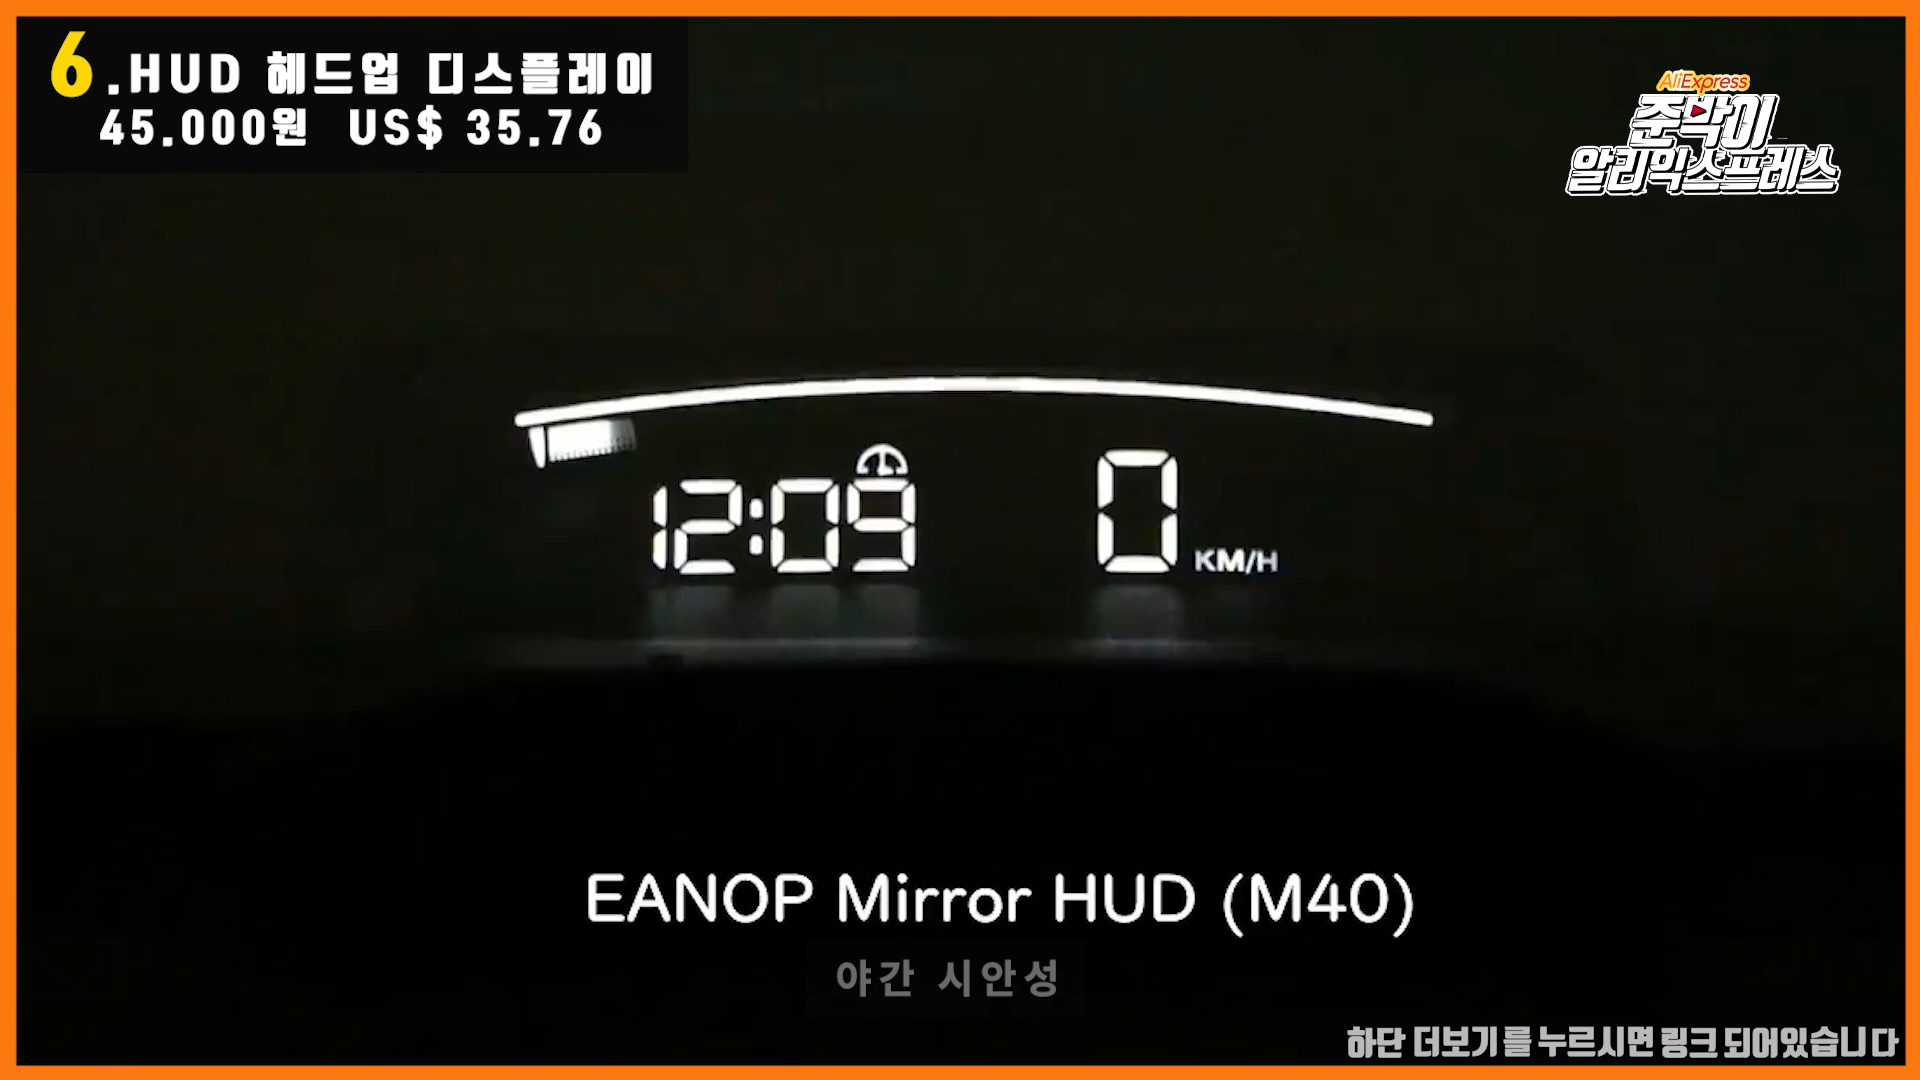 6.HUD 헤드업 디스플레이
45.000원 US$ 35.76
AliExpress
준박이
알리익스프레스
12:09
0 KM/H
EANOP Mirror HUD (M40)
야간 시안성
하단 더보기를 누르시면 링크 되어있습니다